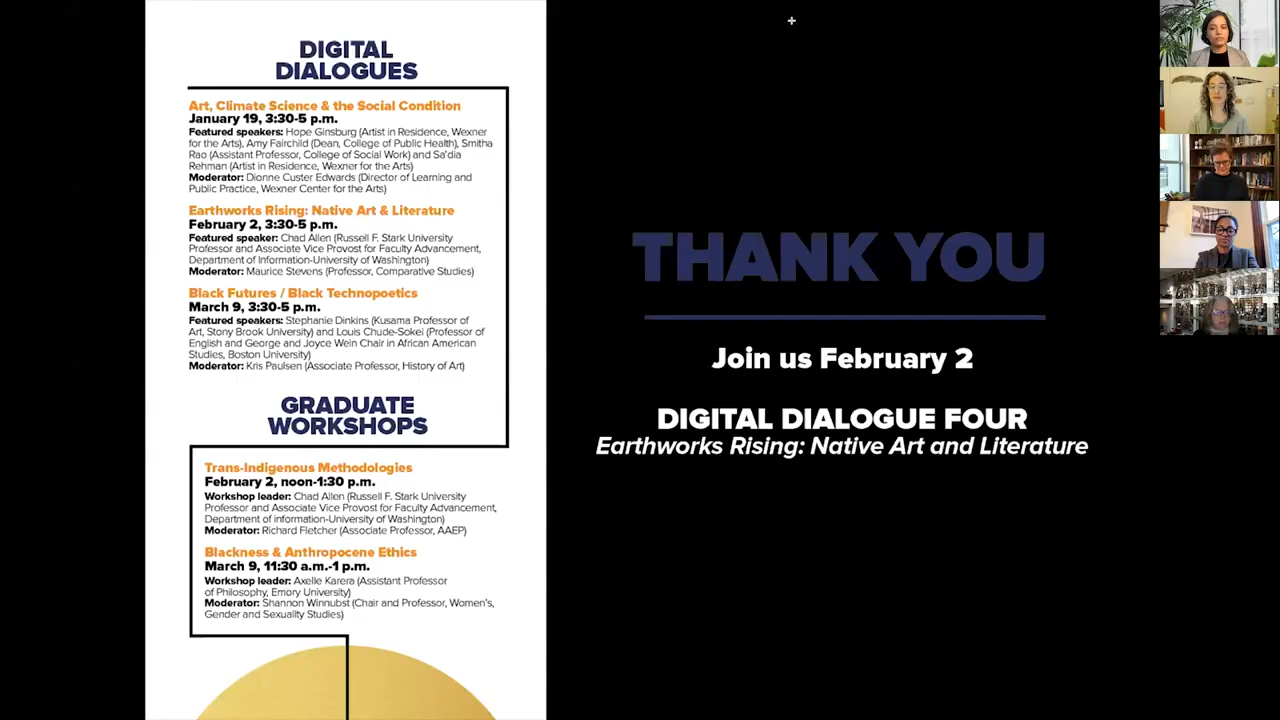 DIGITAL
DIALOGUES
Art, Climate Science & the Social Condition
January 19, 3:30-5 p.m.
Featured speakers: Hope Ginsburg (Artist in Residence, Wexner
for the Arts), Amy Fairchild (Dean, College of Public Health), Smitha
Rao (Assistant Professor, College of Social Work) and Sa'dia
Rehman (Artist in Residence, Wexner for the Arts)
Moderator: Dionne Custer Edwards (Director of Learning and
Public Practice, Wexner Center for the Arts)
Earthworks Rising: Native Art & Literature
February 2, 3:30-5 p.m.
Featured speaker: Chad Allen (Russell F. Stark University
Professor and Associate Vice Provost for Faculty Advancement,
Department of Information-University of Washington)
Moderator: Maurice Stevens (Professor, Comparative Studies)
Black Futures / Black Technopoetics
March 9, 3:30-5 p.m.
Featured speakers: Stephanie Dinkins (Kusama Professor of
Art, Stony Brook University) and Louis Chude-Sokei (Professor of
English and George and Joyce Wein Chair in African American
Studies, Boston University)
Moderator: Kris Paulsen (Associate Professor, History of Art)
GRADUATE
WORKSHOPS
Trans-Indigenous Methodologies
February 2, noon-1:30 p.m.
Workshop leader: Chad Allen (Russell F. Stark University
Professor and Associate Vice Provost for Faculty Advancement,
Department of information-University of Washington)
Moderator: Richard Fletcher (Associate Professor, AAEP)
Blackness & Anthropocene Ethics
March 9, 11:30 a.m.-1 p.m.
Workshop leader: Axelle Karera (Assistant Professor
of Philosophy, Emory University)
Moderator: Shannon Winnubst (Chair and Professor, Women's,
Gender and Sexuality Studies)
THANK YOU
Join us February 2
DIGITAL DIALOGUE FOUR
Earthworks Rising: Native Art and Literature